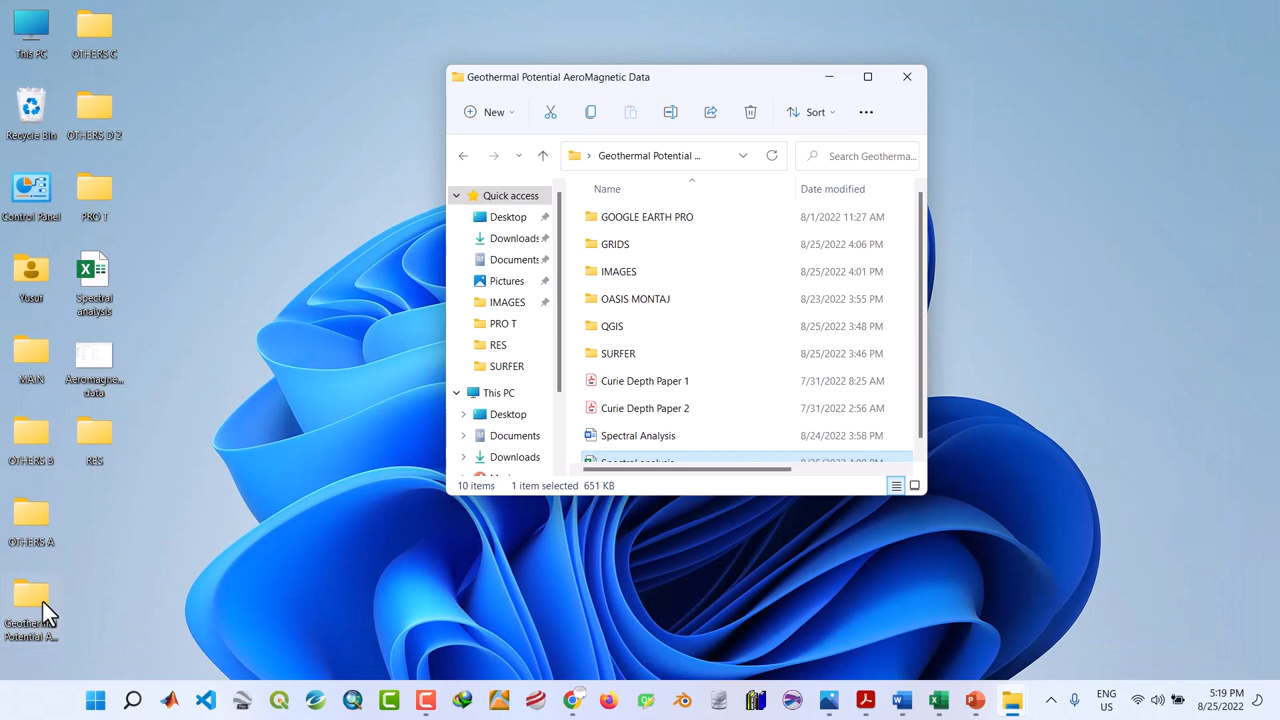 This PC
OTHERS C
Recycle Bin
OTHERS D 2
Control Panel
PRO T
Yusuf
Spectral
analysis
MAIN
Aeromagne...
data
OTHERS B
RES
OTHERS A
Potential A...
Geothermal Potential AeroMagnetic Data
New
Sort
Geothermal Potential ...
Search Geotherma...
Quick access
Desktop
Downloads
Documents
Pictures
IMAGES
PRO T
RES
SURFER
This PC
Desktop
Documents
Downloads
Name Date modified
GOOGLE EARTH PRO 8/1/2022 11:27 AM
GRIDS 8/25/2022 4:06 PM
IMAGES 8/25/2022 4:01 PM
OASIS MONTAJ 8/23/2022 3:55 PM
QGIS 8/25/2022 3:48 PM
SURFER 8/25/2022 3:46 PM
Curie Depth Paper 1 7/31/2022 8:25 AM
Curie Depth Paper 2 7/31/2022 2:56 AM
Spectral Analysis 8/24/2022 3:58 PM
10 items 1 item selected 651 KB
ENG
US
5:19 PM
8/25/2022